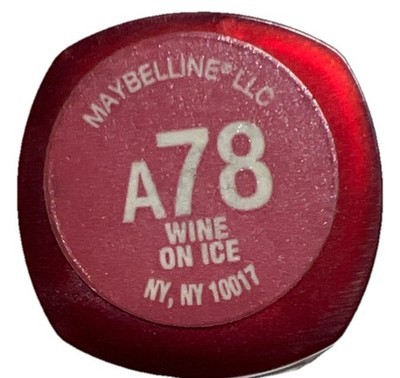 MAYBELLINE® LLC
A78
WINE
ON ICE
NY, NY 10017